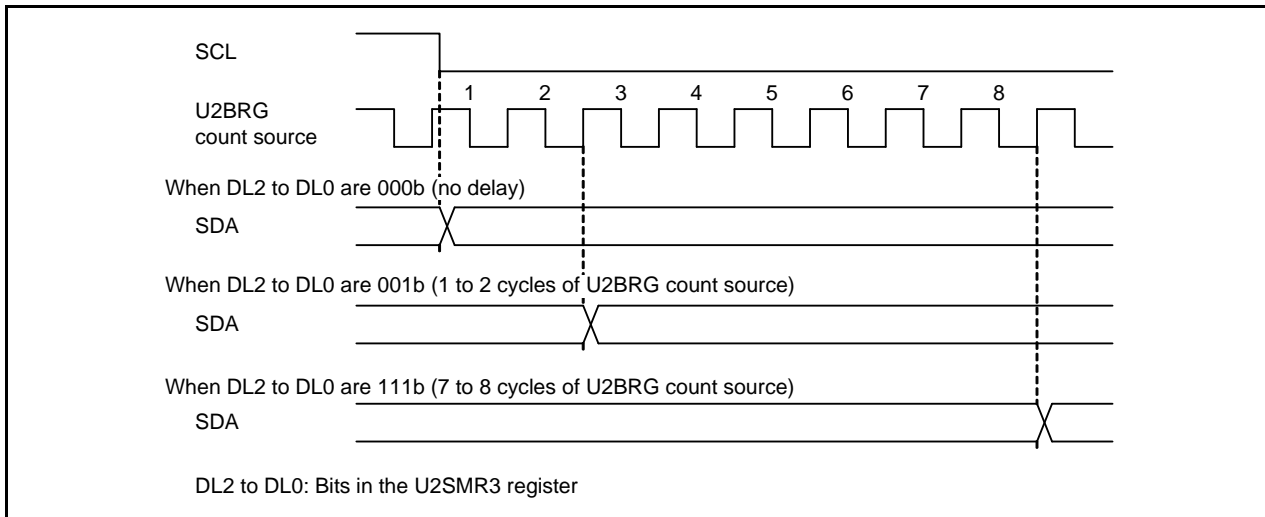 SCL
1 2 3 4 5 6 7 8
U2BRG
count source
When DL2 to DL0 are 000b (no delay)
SDA
When DL2 to DL0 are 001b (1 to 2 cycles of U2BRG count source)
SDA
When DL2 to DL0 are 111b (7 to 8 cycles of U2BRG count source)
SDA
DL2 to DL0: Bits in the U2SMR3 register